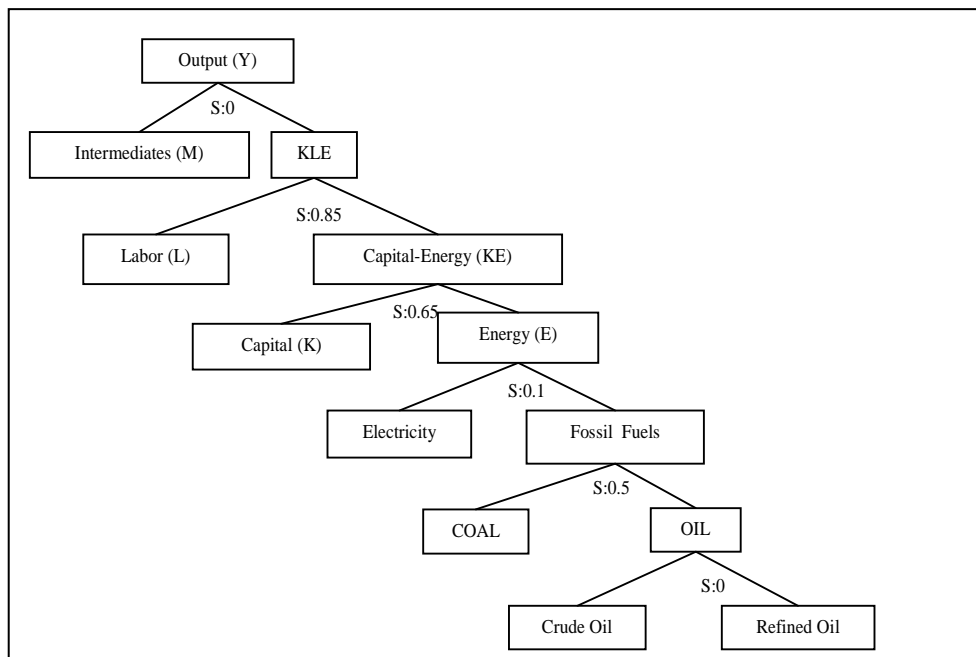 Output (Y)
S:0
Intermediates (M)
KLE
S:0.85
Labor (L)
Capital-Energy (KE)
S:0.65
Capital (K)
Energy (E)
S:0.1
Electricity
Fossil Fuels
S:0.5
COAL
OIL
S:0
Crude Oil
Refined Oil